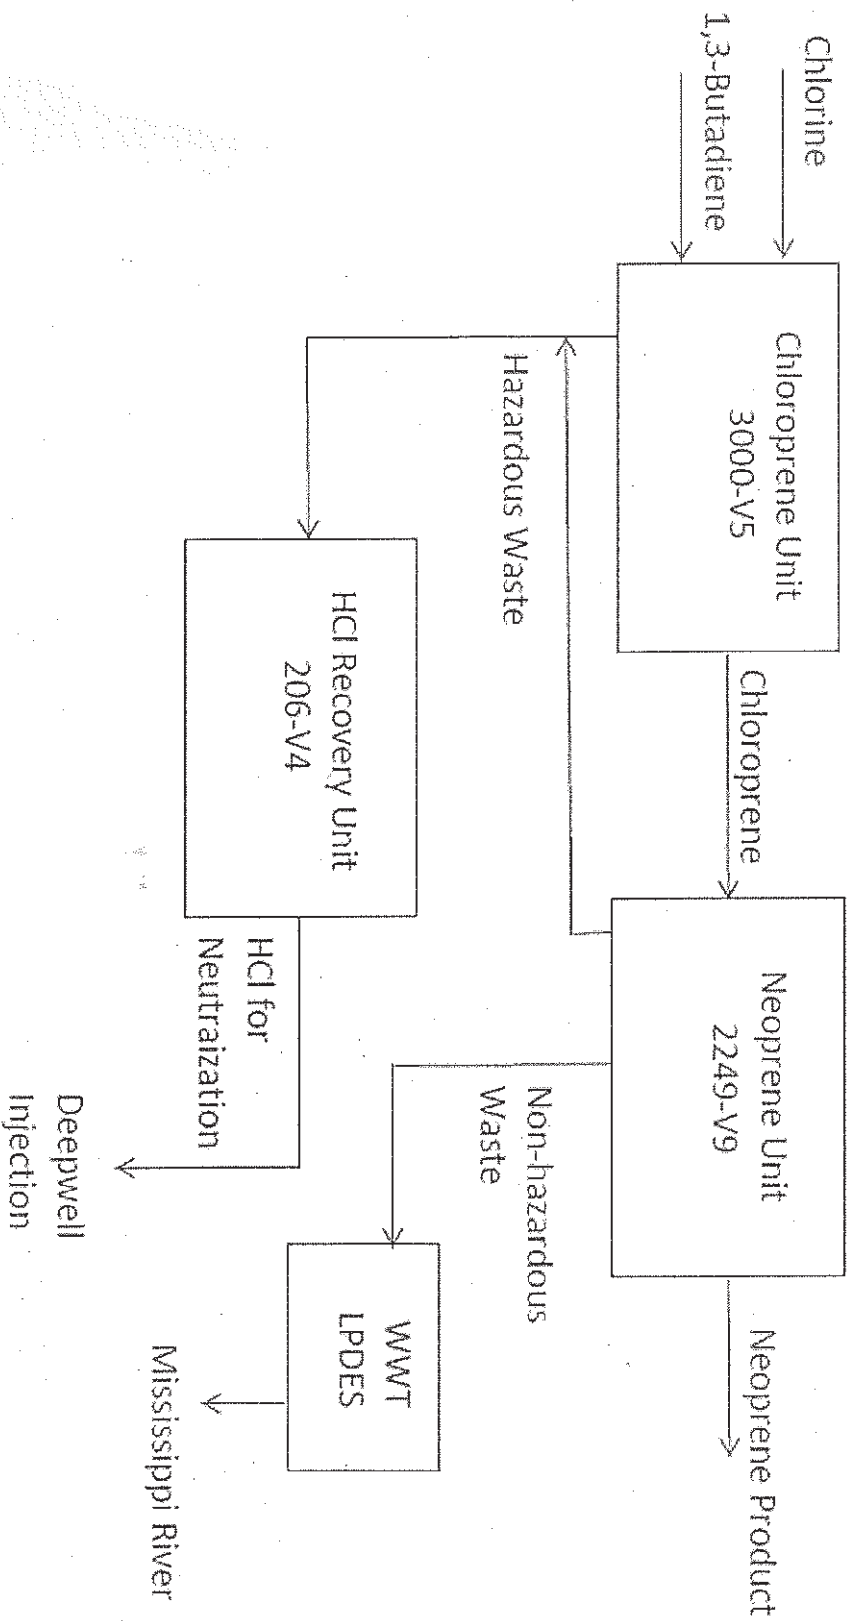 Chlorine
1,3-Butadiene
Chloroprene Unit
3000-V5
Chloroprene
Neoprene Unit
2249-V9
Neoprene Product
Hazardous Waste
Non-hazardous
Waste
HCl Recovery Unit
206-V4
HCl for
Neutraization
WWT
LPDES
Deepwell
Injection
Mississippi River